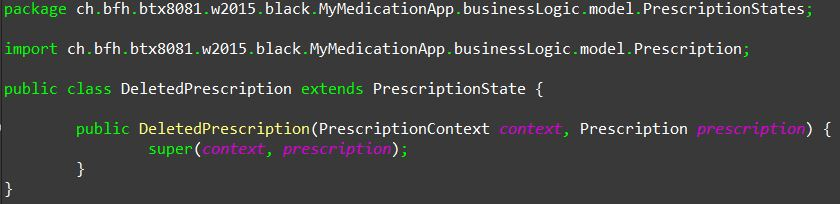 package ch.bfh.btx8081.w2015.black.MyMedicationApp.businessLogic.model.PrescriptionStates;
import ch.bfh.btx8081.w2015.black.MyMedicationApp.businessLogic.model.Prescription;
public class DeletedPrescription extends PrescriptionState {
public DeletedPrescription(PrescriptionContext context, Prescription prescription) {
super(context, prescription);
}
}